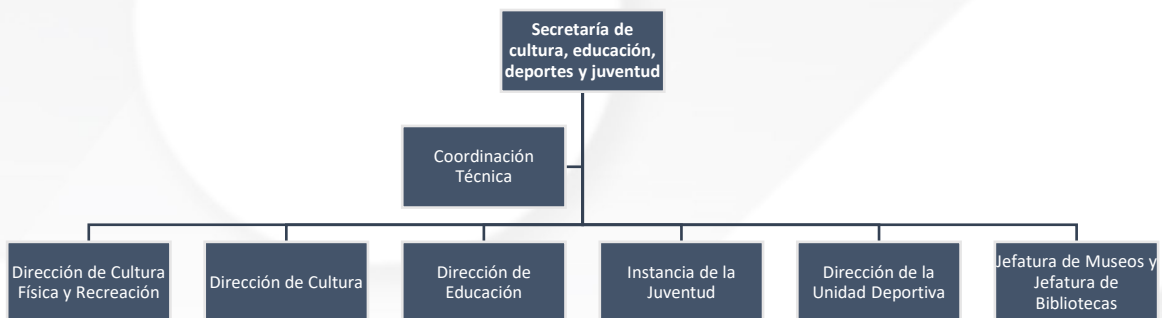 Secretaría de
cultura, educación,
deportes y juventud
Coordinación
Técnica
Dirección de Cultura
Física y Recreación
Dirección de Cultura
Dirección de
Educación
Instancia de la
Juventud
Dirección de la
Unidad Deportiva
Jefatura de Museos y
Jefatura de
Bibliotecas